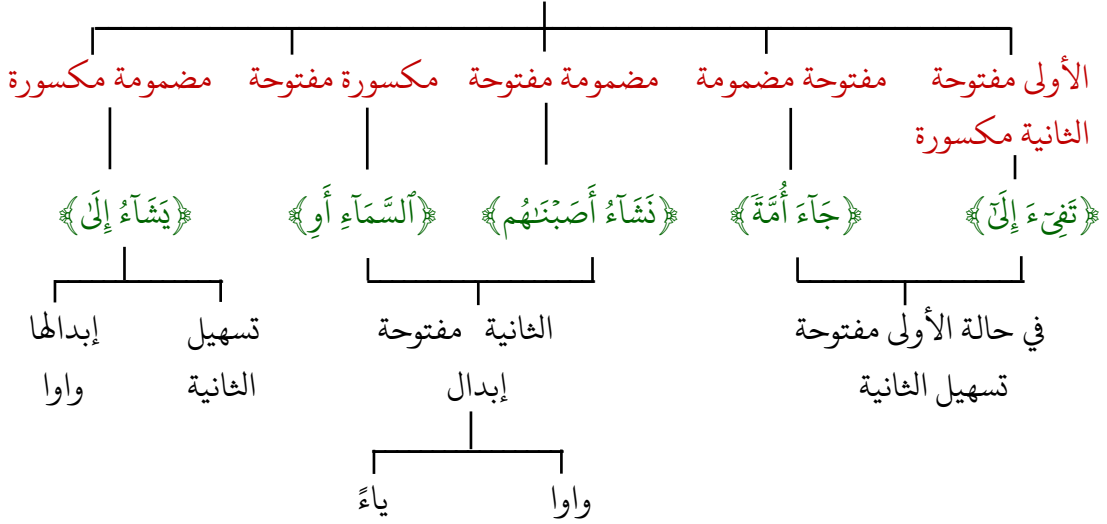 الأولى مفتوحة مفتوحة مضمومة مضمومة مفتوحة مكسورة مفتوحة مضمومة مكسورة
الثانية مكسورة
﴿تَفِيٓءَ إِلَىٰٓ﴾ ﴿جَآءَ أُمَّةَ﴾ ﴿نَشَآءُ أَصَبۡنَٰهُم﴾ ﴿ٱلسَّمَآءِ أَوِ﴾ ﴿يَشَآءُ إِلَىٰ﴾
في حالة الأولى مفتوحة الثانية مفتوحة تسهيل إبدالها
تسهيل الثانية إبدال الثانية واوا
واوا ياءً